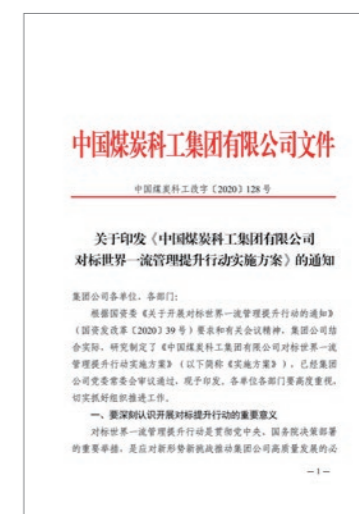 中国煤炭科工集团有限公司文件
中国煤炭科工改字〔2020〕128 号
关于印发《中国煤炭科工集团有限公司
对标世界一流管理提升行动实施方案》的通知
集团公司各单位、各部门:
根据国资委《关于开展对标世界一流管理提升行动的通知》
（国资发改革〔2020〕39 号）要求和有关会议精神，集团公司结
合实际，研究制定了《中国煤炭科工集团有限公司对标世界一流
管理提升行动实施方案》（以下简称《实施方案》），已经集团
公司党委常委会审议通过，现予印发。各单位各部门要高度重视，
切实抓好组织推进工作。
一、要深刻认识开展对标提升行动的重要意义
对标世界一流管理提升行动是贯彻党中央、国务院决策部署
的重要举措，是应对新形势新挑战推动集团公司高质量发展的必
—1—